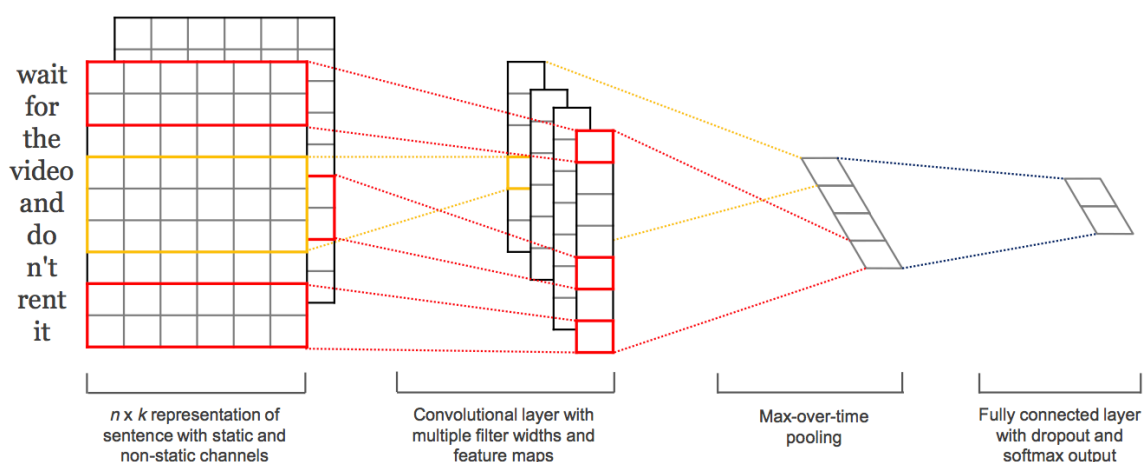 wait
for
the
video
and
do
n't
rent
it
n x k representation of
sentence with static and
non-static channels
Convolutional layer with
multiple filter widths and
feature maps
Max-over-time
pooling
Fully connected layer
with dropout and
softmax output